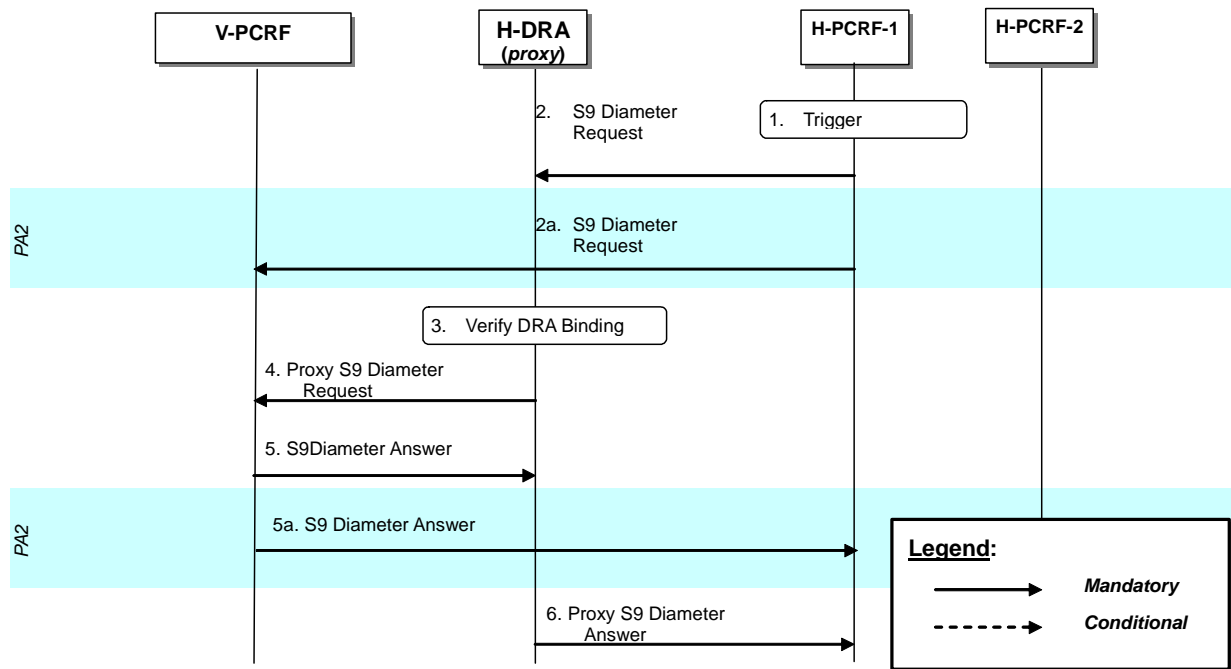 V-PCRF
H-DRA
(proxy)
H-PCRF-1
H-PCRF-2
1. Trigger
2. S9 Diameter
Request
PA2
2a. S9 Diameter
Request
3. Verify DRA Binding
4. Proxy S9 Diameter
Request
5. S9Diameter Answer
PA2
5a. S9 Diameter Answer
6. Proxy S9 Diameter
Answer
Legend:
Mandatory
Conditional